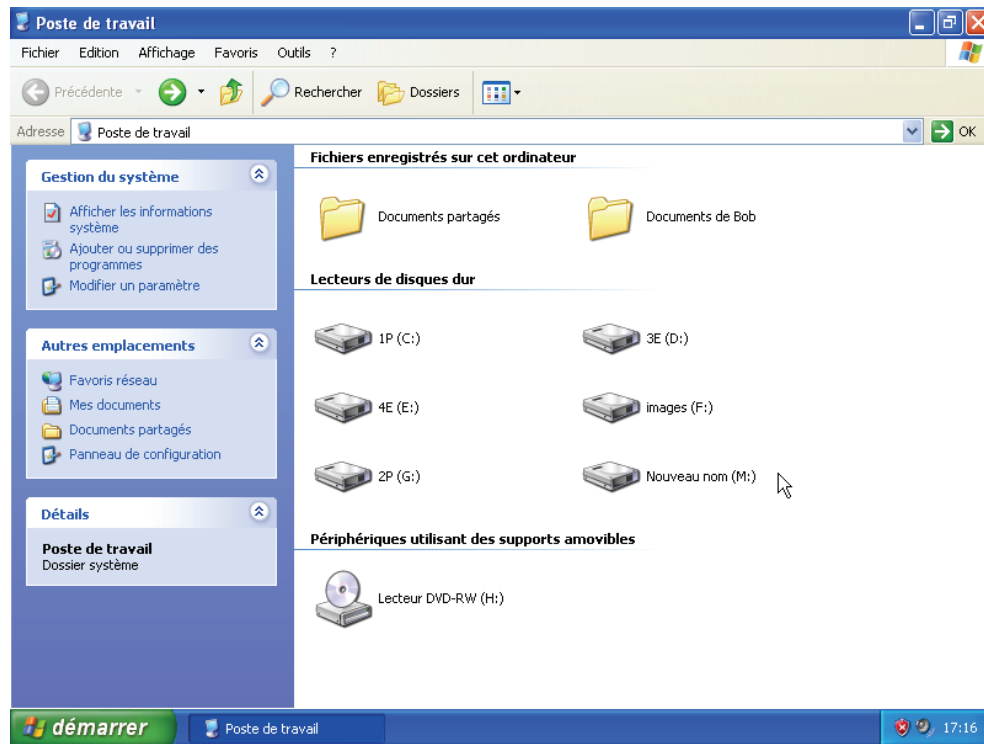 Poste de travail
Fichier Edition Affichage Favoris Outils ?
Précédente Rechercher Dossiers
Adresse Poste de travail OK
Gestion du système
Afficher les informations
système
Ajouter ou supprimer des
programmes
Modifier un paramètre
Autres emplacements
Favoris réseau
Mes documents
Documents partagés
Panneau de configuration
Détails
Poste de travail
Dossier système
Fichiers enregistrés sur cet ordinateur
Documents partagés Documents de Bob
Lecteurs de disques dur
1P (C:) 3E (D:)
4E (E:) images (F:)
2P (G:) Nouveau nom (M:)
Périphériques utilisant des supports amovibles
Lecteur DVD-RW (H:)
démarrer Poste de travail 17:16